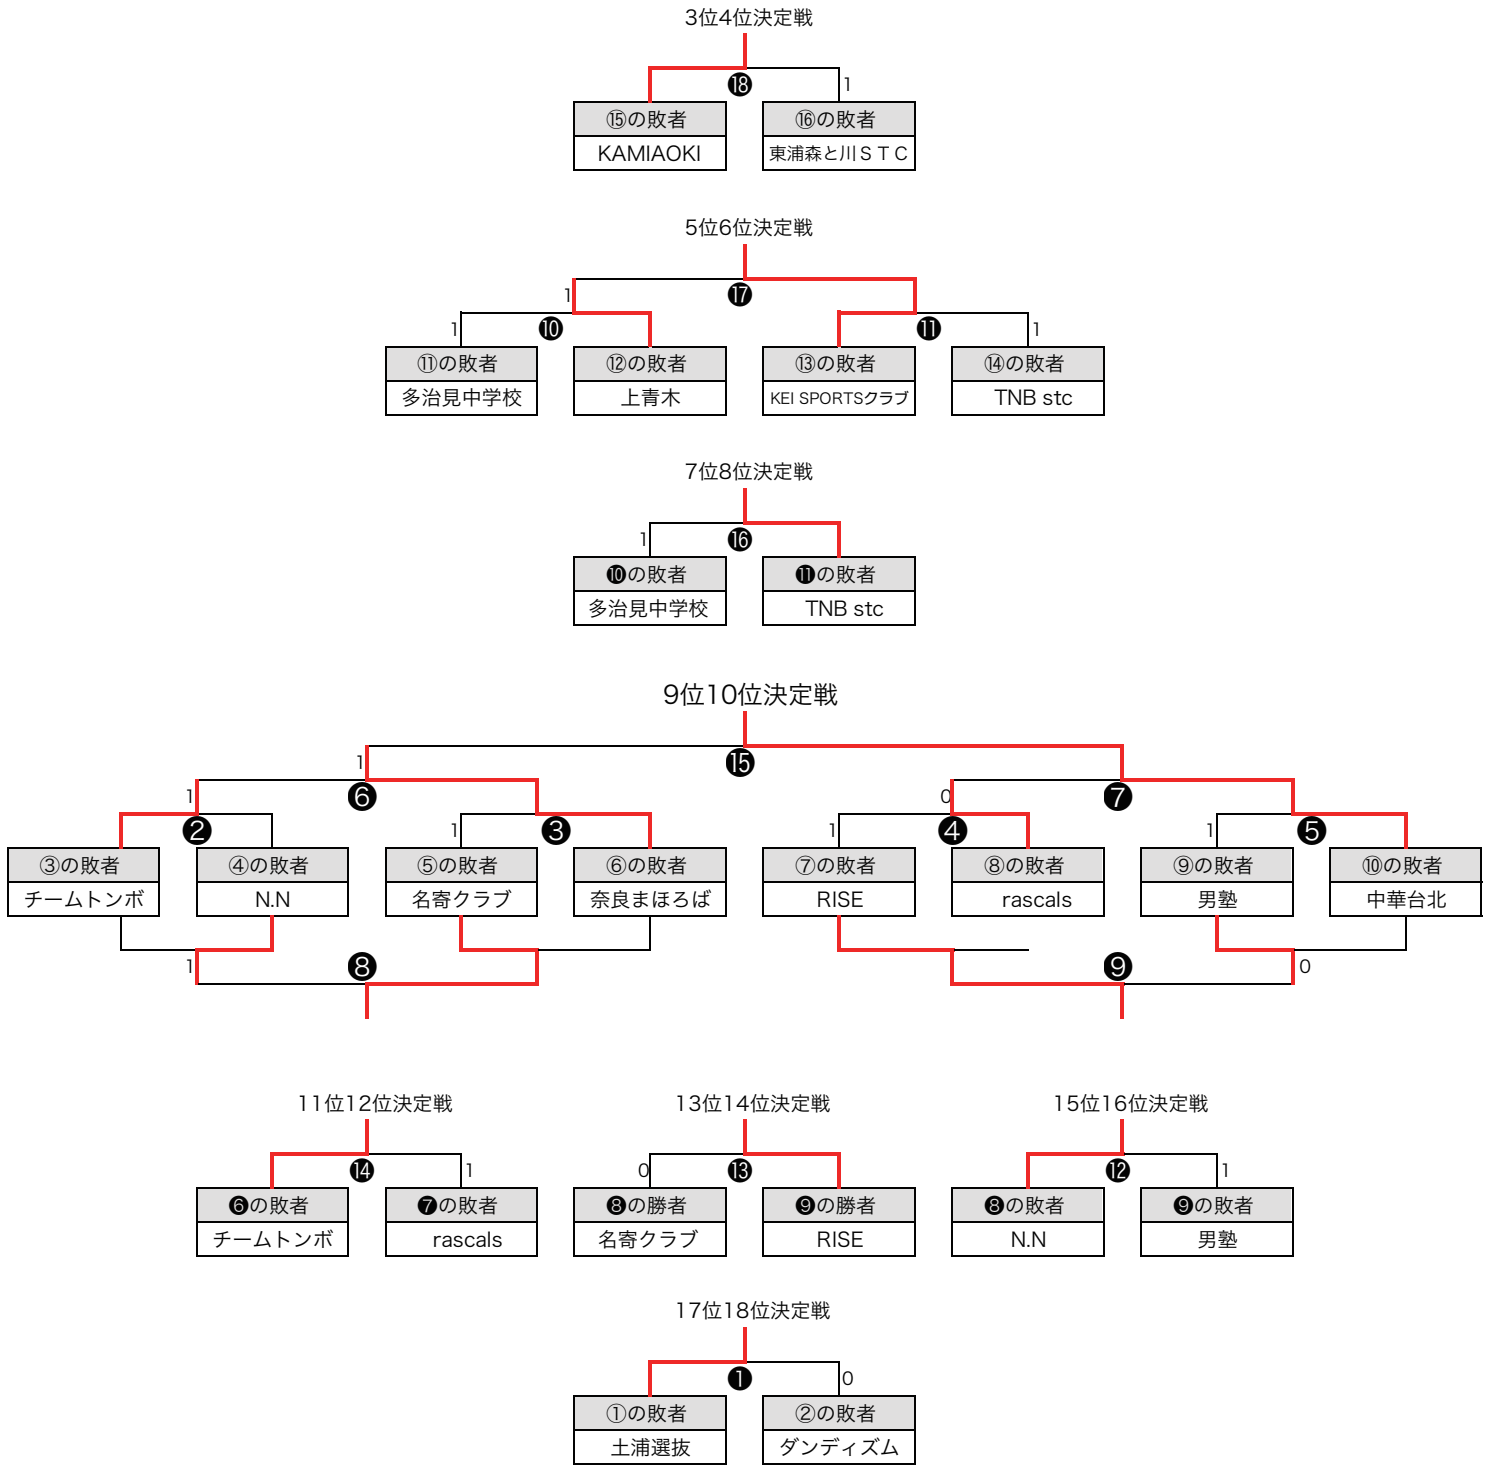 3位4位決定戦
⓲ 1
⑮の敗者 ⑯の敗者
KAMIAOKI 東浦森と川ＳＴＣ
5位6位決定戦
1 ⓱
1 ❿ ⓫ 1
⑪の敗者 ⑫の敗者 ⑬の敗者 ⑭の敗者
多治見中学校 上青木 KEI SPORTSクラブ TNB stc
7位8位決定戦
1 ⓰
❿の敗者 ⓫の敗者
多治見中学校 TNB stc
9位10位決定戦
1 ⓯
1 ❻ 0 ❼
❷ 1 ❸ 1 ❹ 1 ❺
③の敗者 ④の敗者 ⑤の敗者 ⑥の敗者 ⑦の敗者 ⑧の敗者 ⑨の敗者 ⑩の敗者
チームトンボ N.N 名寄クラブ 奈良まほろば RISE rascals 男塾 中華台北
1 ❽ ❾ 0
11位12位決定戦 13位14位決定戦 15位16位決定戦
⓮ 1 0 ⓭ ⓬ 1
❻の敗者 ❼の敗者 ❽の勝者 ❾の勝者 ❽の敗者 ❾の敗者
チームトンボ rascals 名寄クラブ RISE N.N 男塾
17位18位決定戦
❶ 0
①の敗者 ②の敗者
土浦選抜 ダンディズム